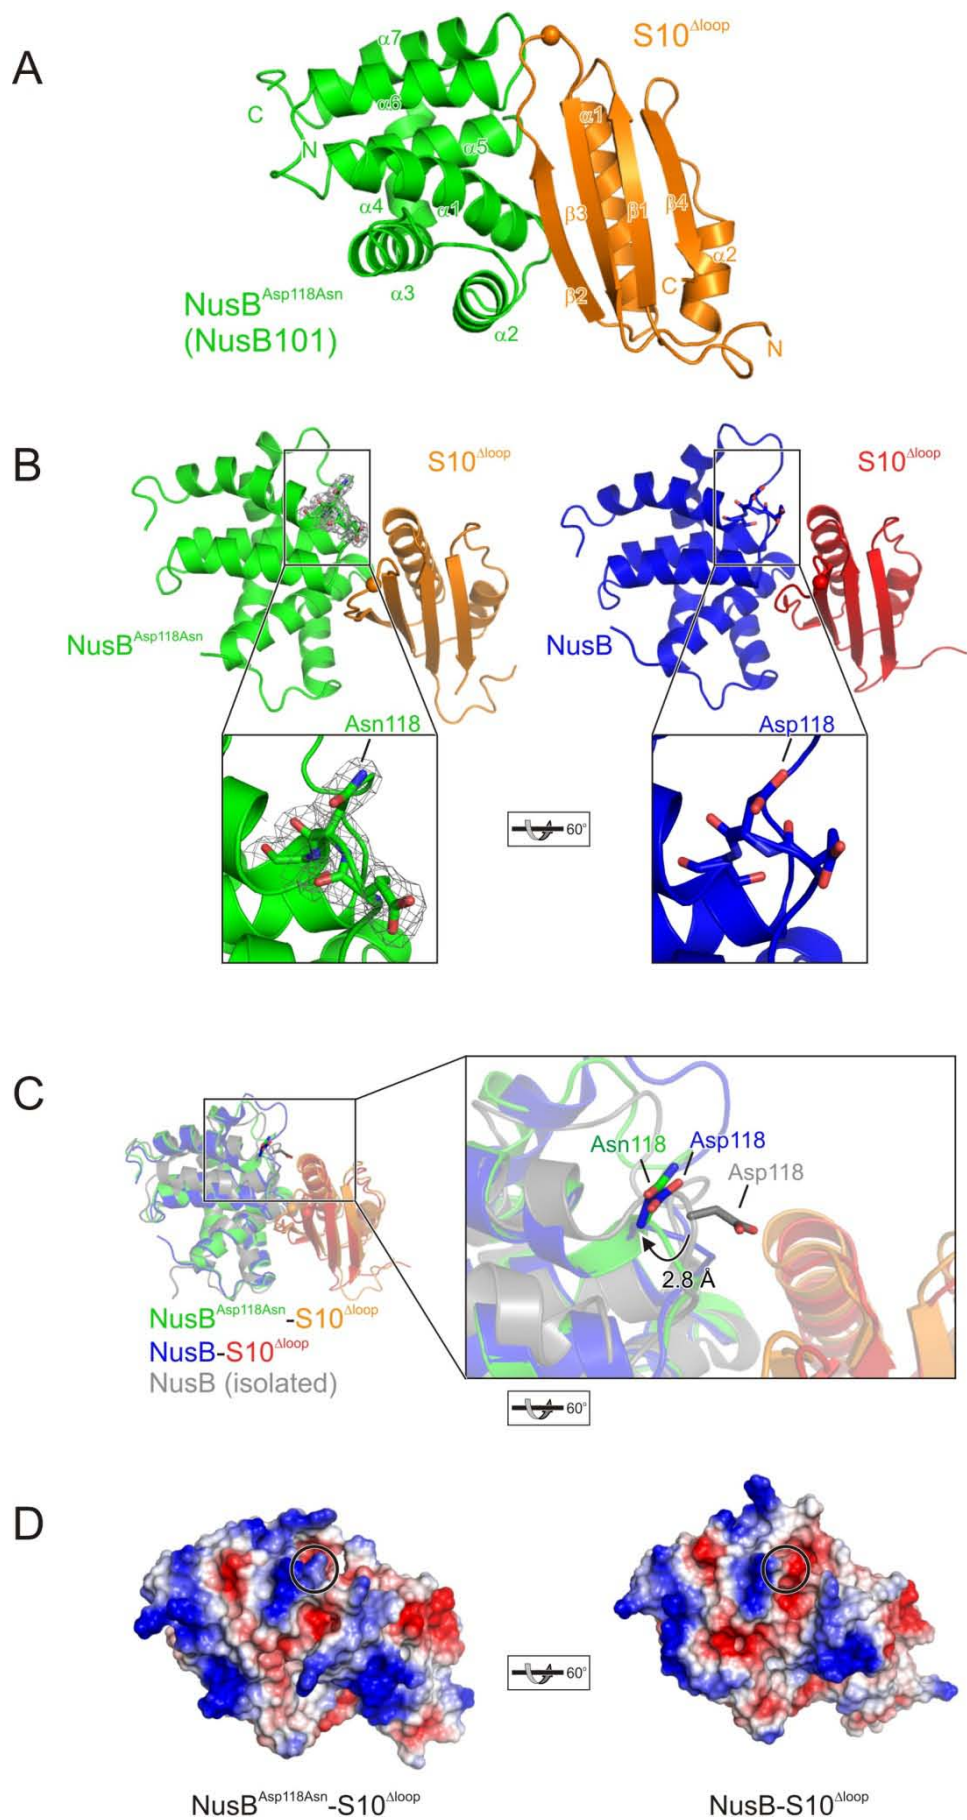 A
S10^Δloop
α7
C
α6
α1
N
α5
α4
α1
β3
β1
β4
α3
α2
C
β2
α2
N
NusB^Asp118Asn
(NusB101)
B
S10^Δloop
S10^Δloop
NusB^Asp118Asn
NusB
Asn118
Asp118
60°
C
Asn118
Asp118
Asp118
2.8 Å
NusB^Asp118Asn-S10^Δloop
NusB-S10^Δloop
NusB (isolated)
60°
D
60°
NusB^Asp118Asn-S10^Δloop
NusB-S10^Δloop